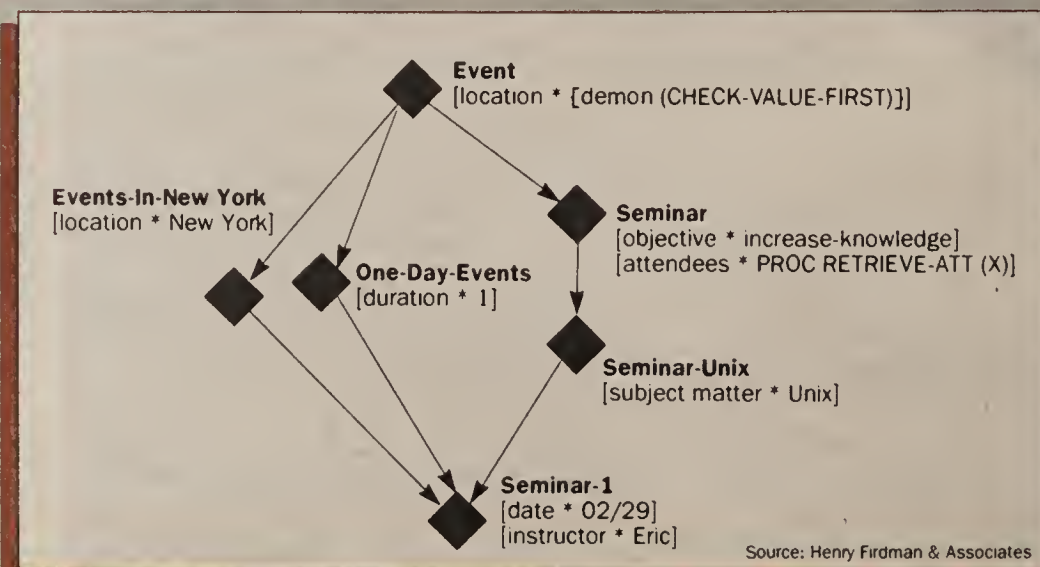 Event
[location * {demon (CHECK-VALUE-FIRST)}]
Events-In-New York
[location * New York]
Seminar
[objective * increase-knowledge]
[attendees * PROC RETRIEVE-ATT (X)]
One-Day-Events
[duration * 1]
Seminar-Unix
[subject matter * Unix]
Seminar-1
[date * 02/29]
[instructor * Eric]
Source: Henry Firdman & Associates